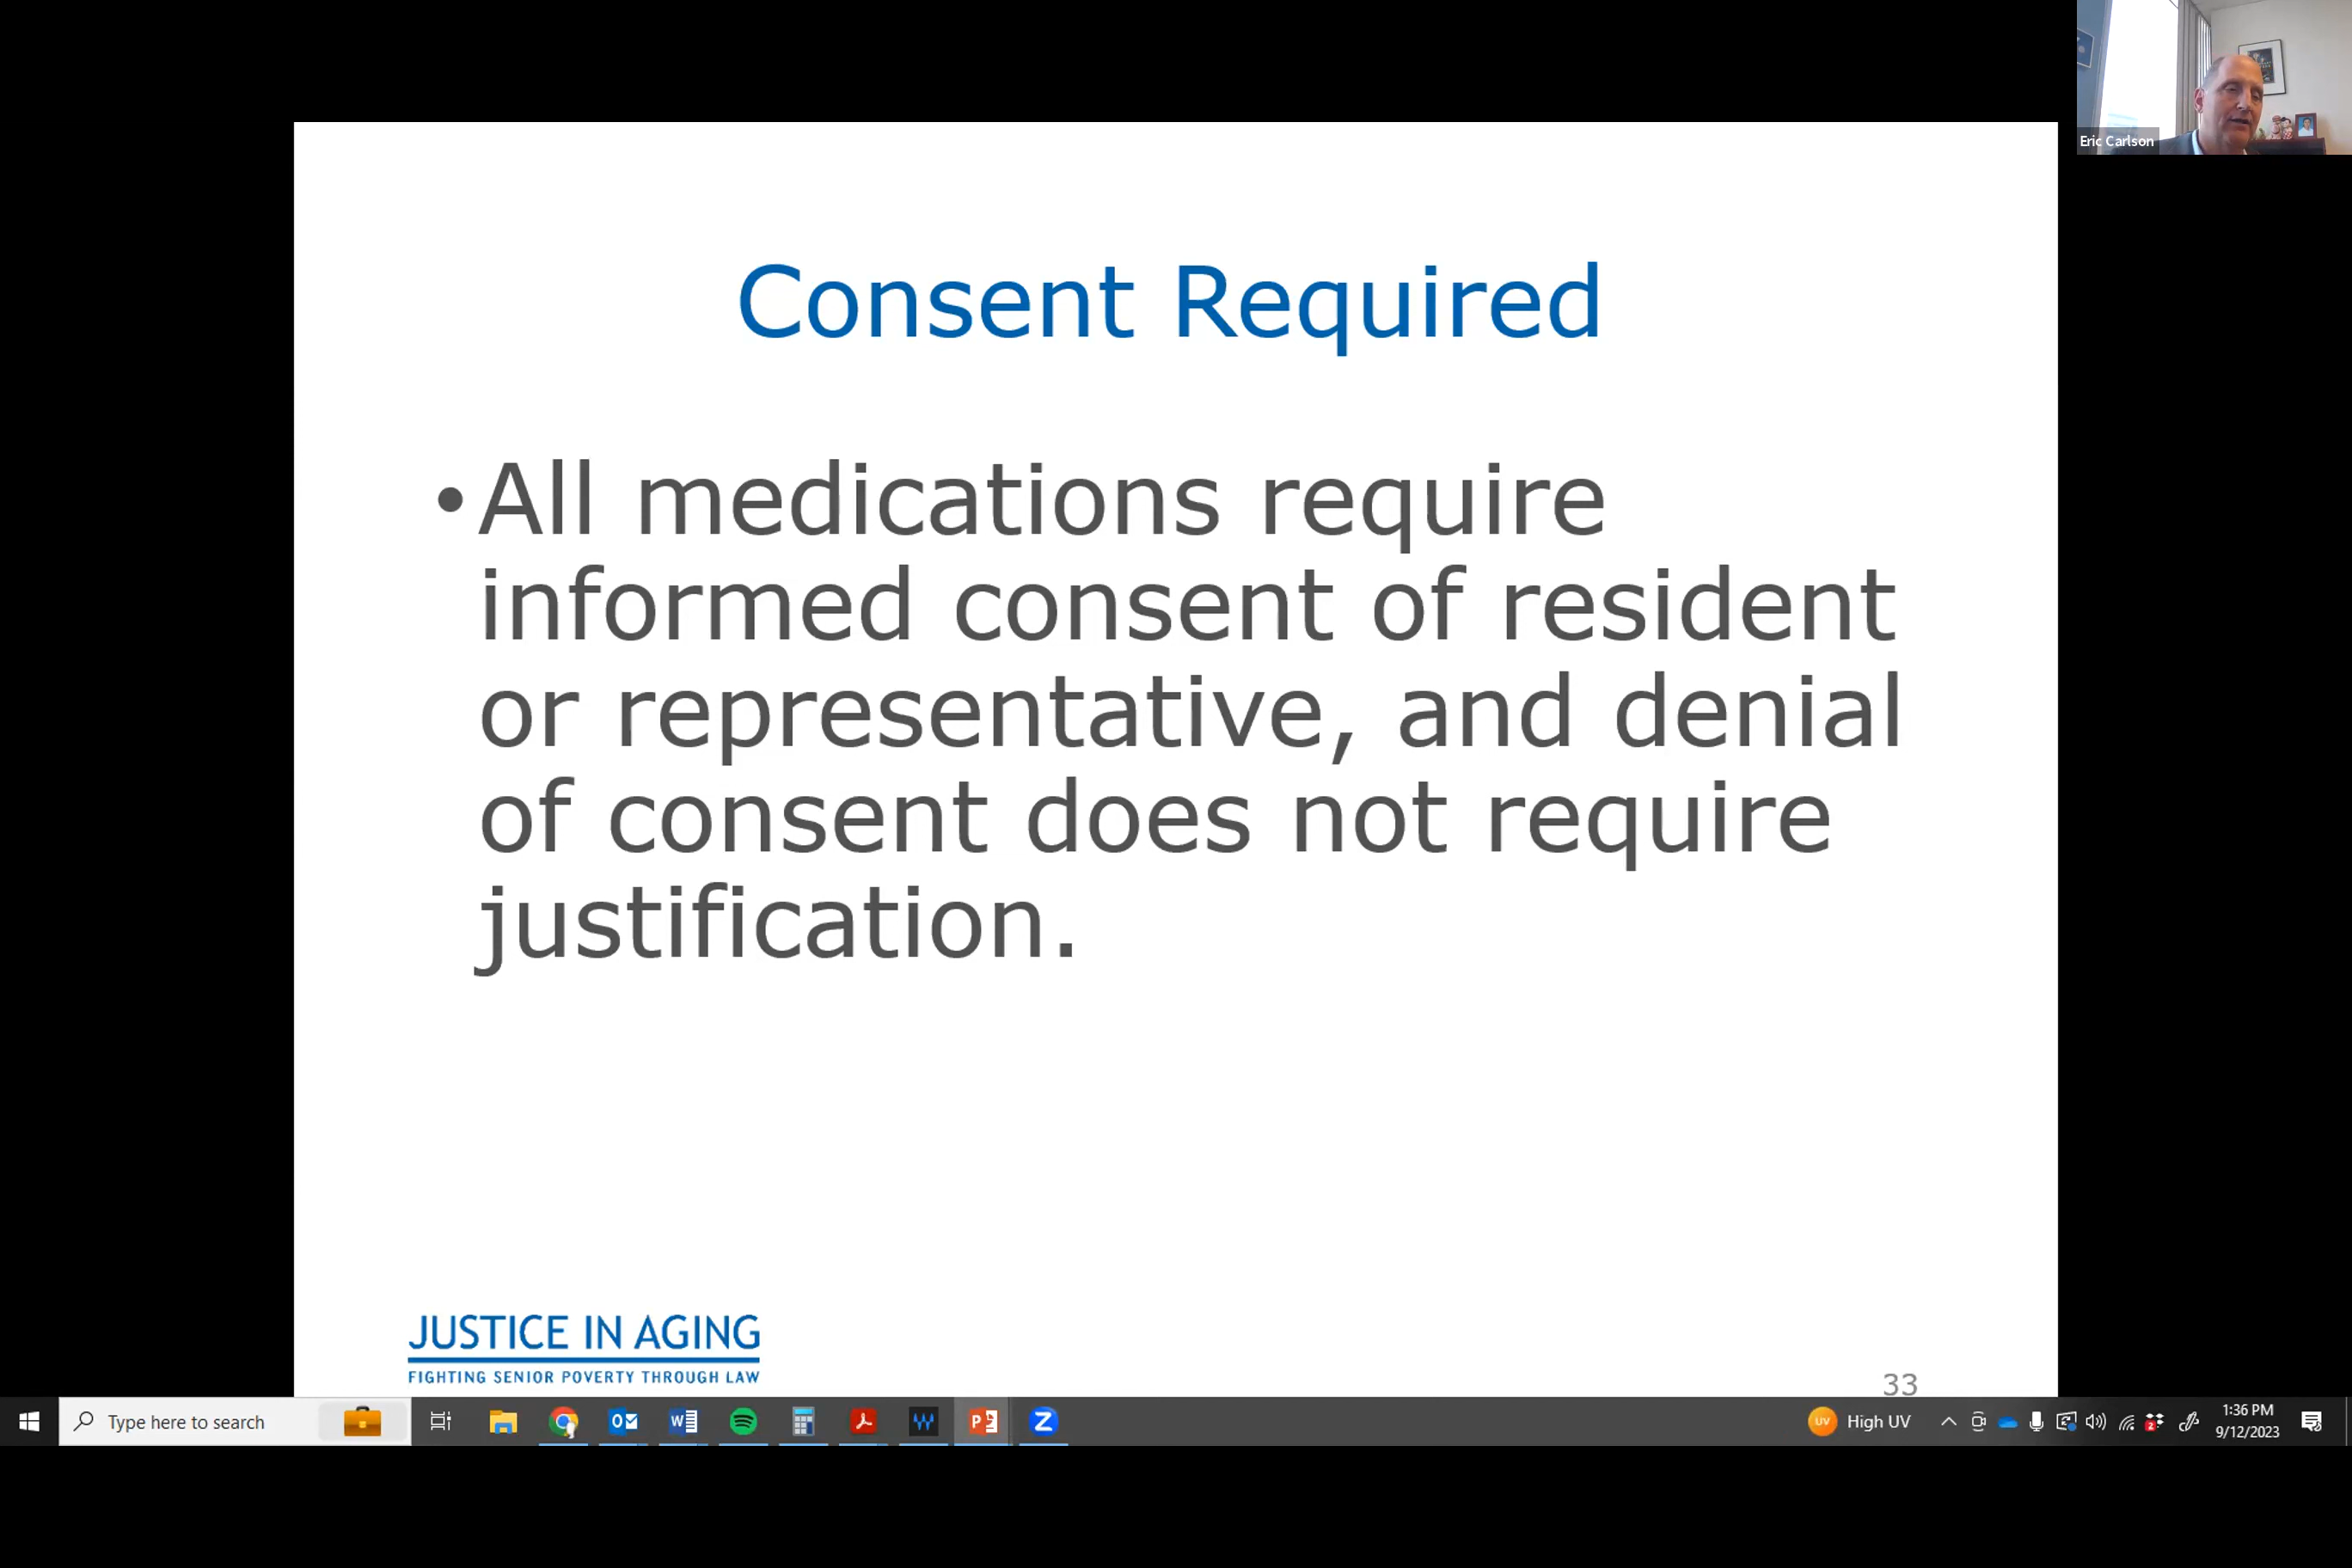 Eric Carlson
Consent Required
•All medications require
informed consent of resident
or representative, and denial
of consent does not require
justification.
JUSTICE IN AGING
FIGHTING SENIOR POVERTY THROUGH LAW
33
Type here to search
UV
High UV
2
1:36 PM
9/12/2023